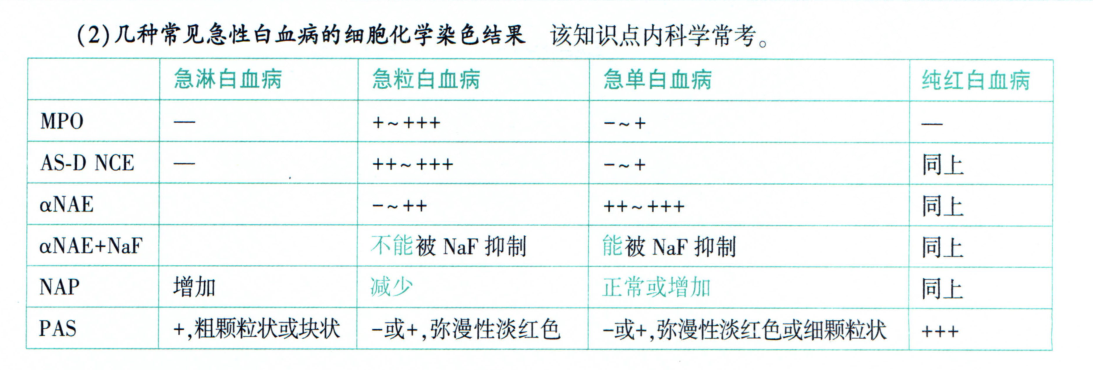 (2)几种常见急性白血病的细胞化学染色结果 该知识点内科学常考。
急淋白血病 急粒白血病 急单白血病 纯红白血病
MPO — +~+++ -~+ —
AS-D NCE — ++~+++ -~+ 同上
αNAE -~++ ++~+++ 同上
αNAE+NaF 不能被 NaF 抑制 能被 NaF 抑制 同上
NAP 增加 减少 正常或增加 同上
PAS +,粗颗粒状或块状 -或+,弥漫性淡红色 -或+,弥漫性淡红色或细颗粒状 +++